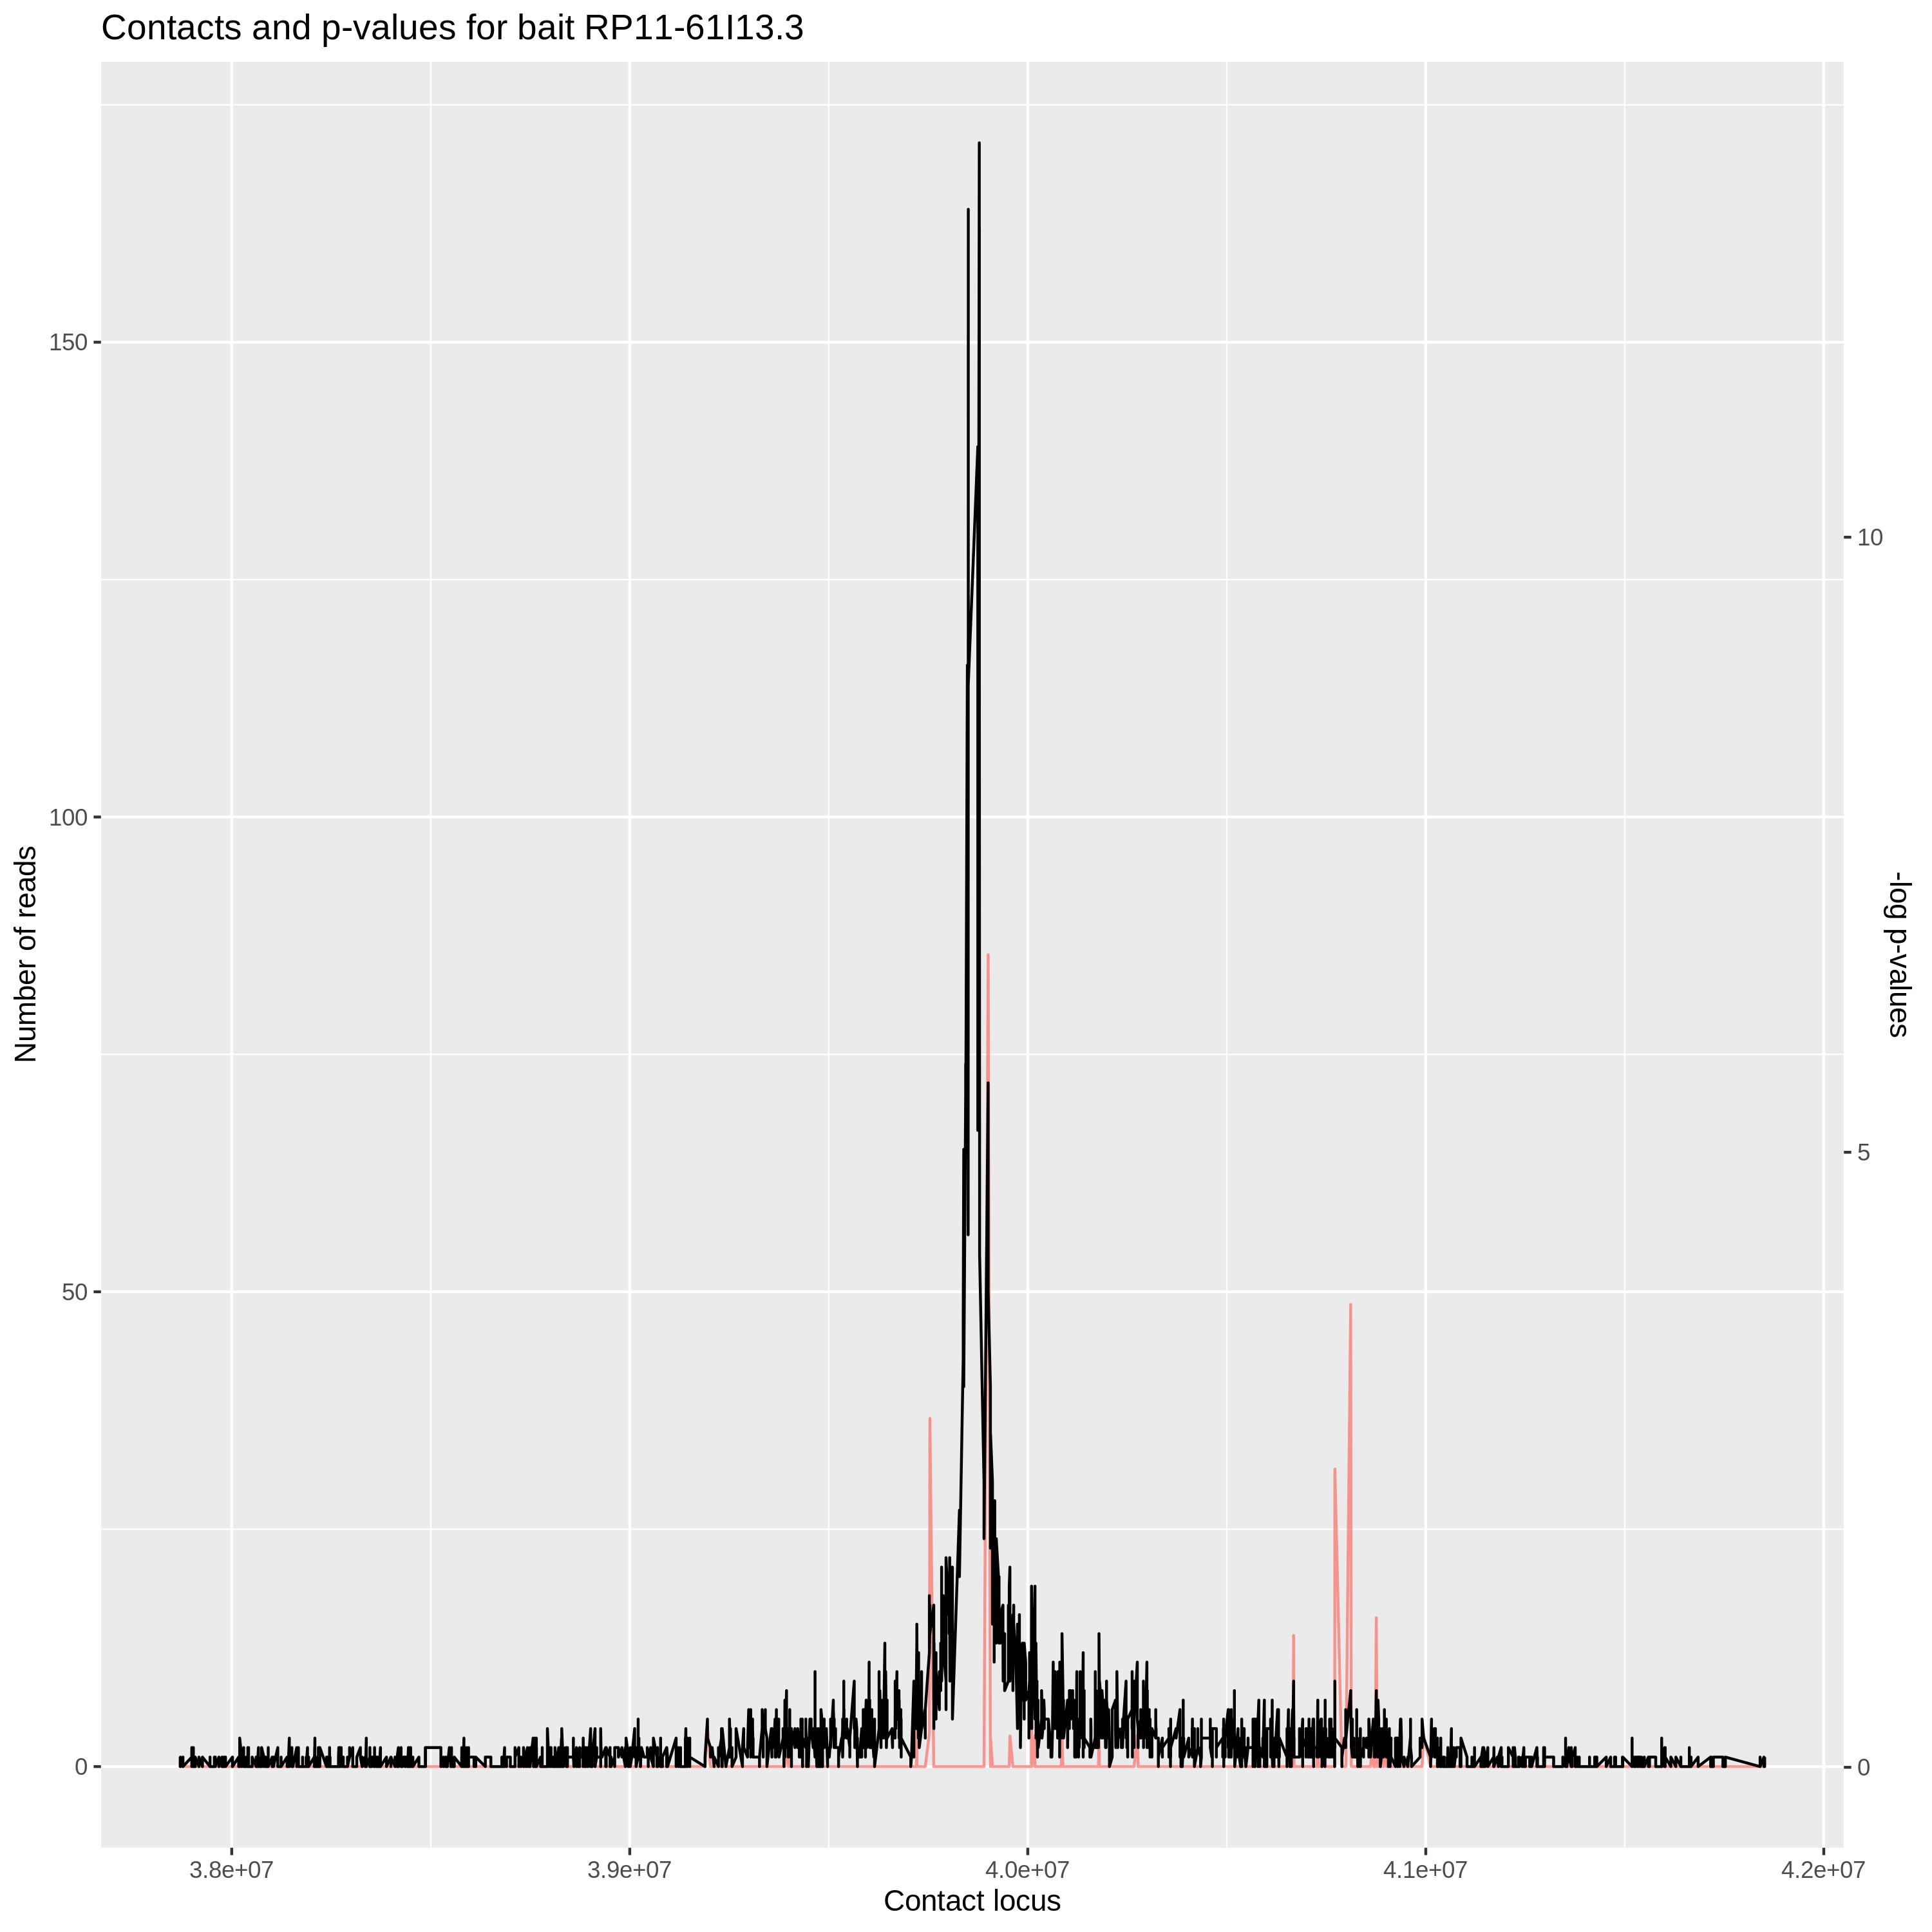 Contacts and p-values for bait RP11-61I13.3
150
100
50
0
Number of reads
10
5
0
-log p-values
3.8e+07
3.9e+07
4.0e+07
4.1e+07
4.2e+07
Contact locus